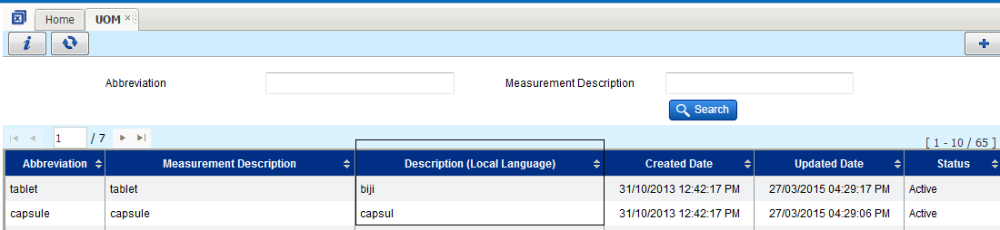 Home UOM
i
Abbreviation Measurement Description
Search
1 / 7 [ 1 - 10 / 65 ]
Abbreviation Measurement Description Description (Local Language) Created Date Updated Date Status
tablet tablet biji 31/10/2013 12:42:17 PM 27/03/2015 04:29:17 PM Active
capsule capsule capsul 31/10/2013 12:42:17 PM 27/03/2015 04:29:06 PM Active